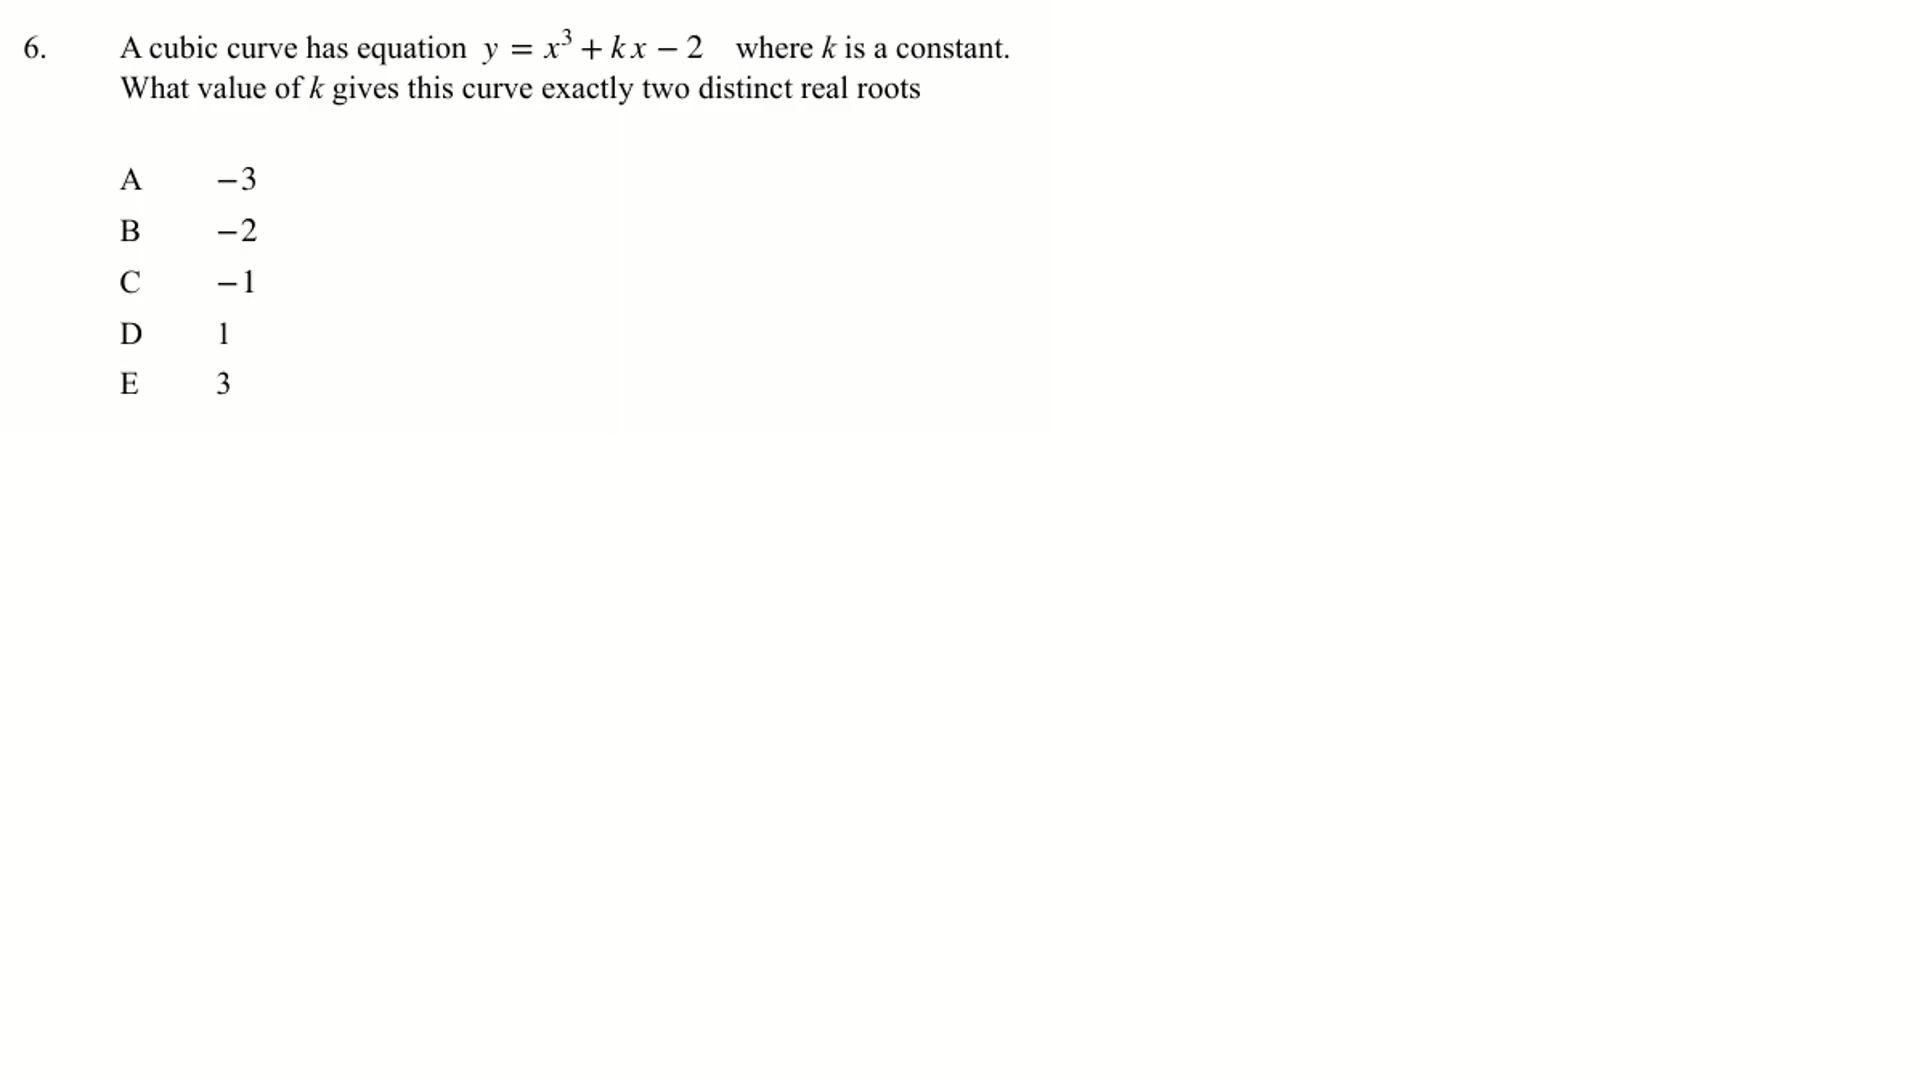 6. A cubic curve has equation y = x³ + kx − 2 where k is a constant.
What value of k gives this curve exactly two distinct real roots
A −3
B −2
C −1
D 1
E 3